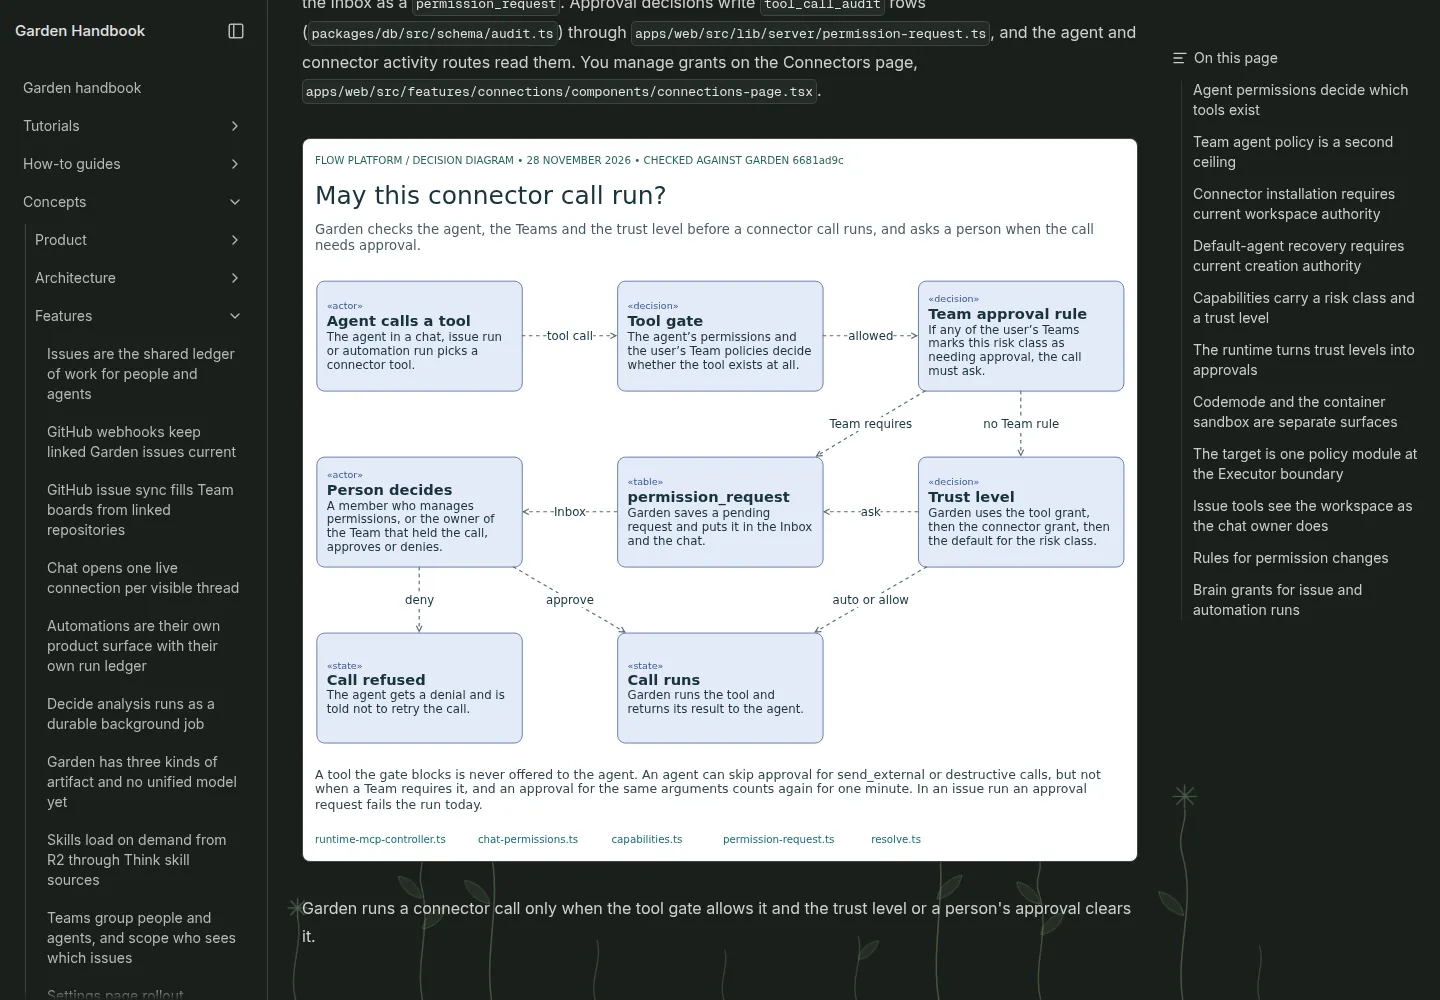 Garden Handbook
Garden handbook
Tutorials
How-to guides
Concepts
Product
Architecture
Features
Issues are the shared ledger
of work for people and
agents
GitHub webhooks keep
linked Garden issues current
GitHub issue sync fills Team
boards from linked
repositories
Chat opens one live
connection per visible thread
Automations are their own
product surface with their
own run ledger
Decide analysis runs as a
durable background job
Garden has three kinds of
artifact and no unified model
yet
Skills load on demand from
R2 through Think skill
sources
Teams group people and
agents, and scope who sees
which issues
Settings page rollout
the inbox as a permission_request. Approval decisions write tool_call_audit rows
(packages/db/src/schema/audit.ts) through apps/web/src/lib/server/permission-request.ts, and the agent and
connector activity routes read them. You manage grants on the Connectors page,
apps/web/src/features/connections/components/connections-page.tsx.
FLOW PLATFORM / DECISION DIAGRAM • 28 NOVEMBER 2026 • CHECKED AGAINST GARDEN 6681ad9c
May this connector call run?
Garden checks the agent, the Teams and the trust level before a connector call runs, and asks a person when the call
needs approval.
«actor»
Agent calls a tool
The agent in a chat, issue run
or automation run picks a
connector tool.
tool call
«decision»
Tool gate
The agent’s permissions and
the user’s Team policies decide
whether the tool exists at all.
allowed
«decision»
Team approval rule
If any of the user’s Teams
marks this risk class as
needing approval, the call
must ask.
Team requires
no Team rule
«actor»
Person decides
A member who manages
permissions, or the owner of
the Team that held the call,
approves or denies.
Inbox
«table»
permission_request
Garden saves a pending
request and puts it in the Inbox
and the chat.
ask
«decision»
Trust level
Garden uses the tool grant,
then the connector grant, then
the default for the risk class.
deny
approve
auto or allow
«state»
Call refused
The agent gets a denial and is
told not to retry the call.
«state»
Call runs
Garden runs the tool and
returns its result to the agent.
A tool the gate blocks is never offered to the agent. An agent can skip approval for send_external or destructive calls, but not
when a Team requires it, and an approval for the same arguments counts again for one minute. In an issue run an approval
request fails the run today.
runtime-mcp-controller.ts chat-permissions.ts capabilities.ts permission-request.ts resolve.ts
Garden runs a connector call only when the tool gate allows it and the trust level or a person's approval clears
it.
On this page
Agent permissions decide which
tools exist
Team agent policy is a second
ceiling
Connector installation requires
current workspace authority
Default-agent recovery requires
current creation authority
Capabilities carry a risk class and
a trust level
The runtime turns trust levels into
approvals
Codemode and the container
sandbox are separate surfaces
The target is one policy module at
the Executor boundary
Issue tools see the workspace as
the chat owner does
Rules for permission changes
Brain grants for issue and
automation runs